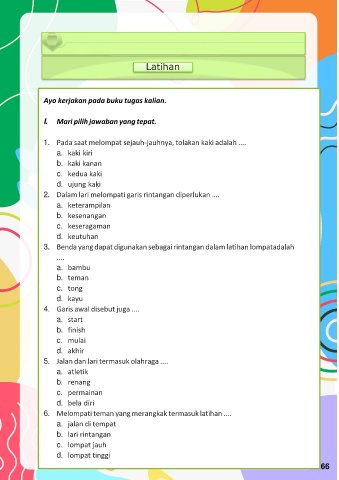 Latihan
Ayo kerjakan pada buku tugas kalian.
I. Mari pilih jawaban yang tepat.
1. Pada saat melompat sejauh-jauhnya, tolakan kaki adalah ....
a. kaki kiri
b. kaki kanan
c. kedua kaki
d. ujung kaki
2. Dalam lari melompati garis rintangan diperlukan ....
a. keterampilan
b. kesenangan
c. keseragaman
d. keutuhan
3. Benda yang dapat digunakan sebagai rintangan dalam latihan lompatadalah
....
a. bambu
b. teman
c. tong
d. kayu
4. Garis awal disebut juga ....
a. start
b. finish
c. mulai
d. akhir
5. Jalan dan lari termasuk olahraga ....
a. atletik
b. renang
c. permainan
d. bela diri
6. Melompati teman yang merangkak termasuk latihan ....
a. jalan di tempat
b. lari rintangan
c. lompat jauh
d. lompat tinggi
66